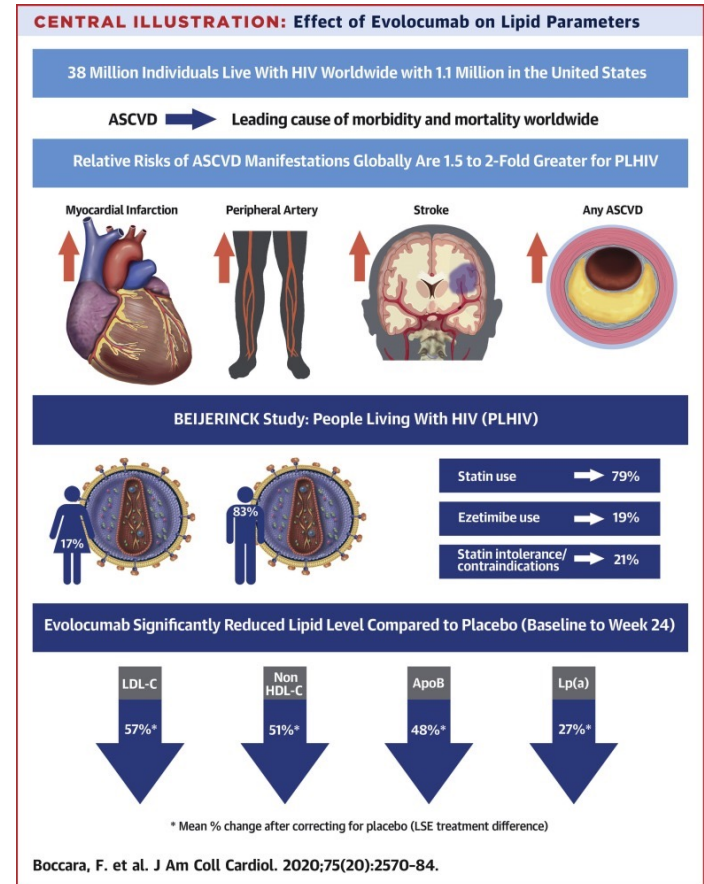 CENTRAL ILLUSTRATION: Effect of Evolocumab on Lipid Parameters
38 Million Individuals Live With HIV Worldwide with 1.1 Million in the United States
ASCVD Leading cause of morbidity and mortality worldwide
Relative Risks of ASCVD Manifestations Globally Are 1.5 to 2-Fold Greater for PLHIV
Myocardial Infarction Peripheral Artery Stroke Any ASCVD
BEIJERINCK Study: People Living With HIV (PLHIV)
17%
83%
Statin use 79%
Ezetimibe use 19%
Statin intolerance/
contraindications 21%
Evolocumab Significantly Reduced Lipid Level Compared to Placebo (Baseline to Week 24)
LDL-C
57%*
Non
HDL-C
51%*
ApoB
48%*
Lp(a)
27%*
* Mean % change after correcting for placebo (LSE treatment difference)
Boccara, F. et al. J Am Coll Cardiol. 2020;75(20):2570-84.